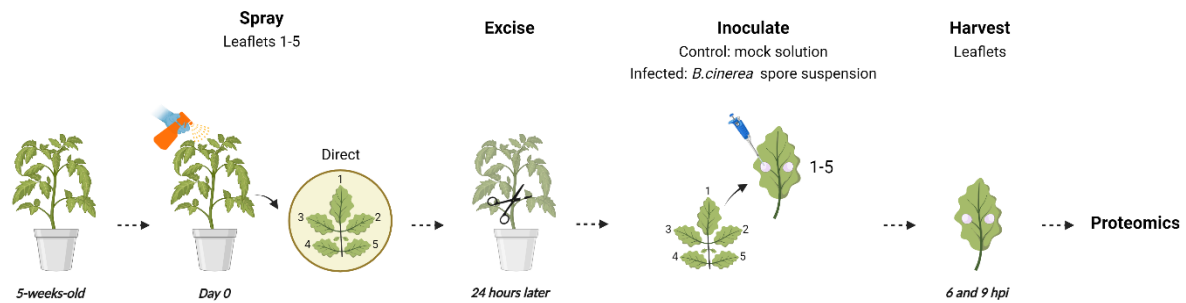 Spray
Leaflets 1-5
Excise
Inoculate
Control: mock solution
Infected: B.cinerea spore suspension
Harvest
Leaflets
Direct
1
3 2
4 5
1-5
1
3 2
4 5
Proteomics
5-weeks-old
Day 0
24 hours later
6 and 9 hpi